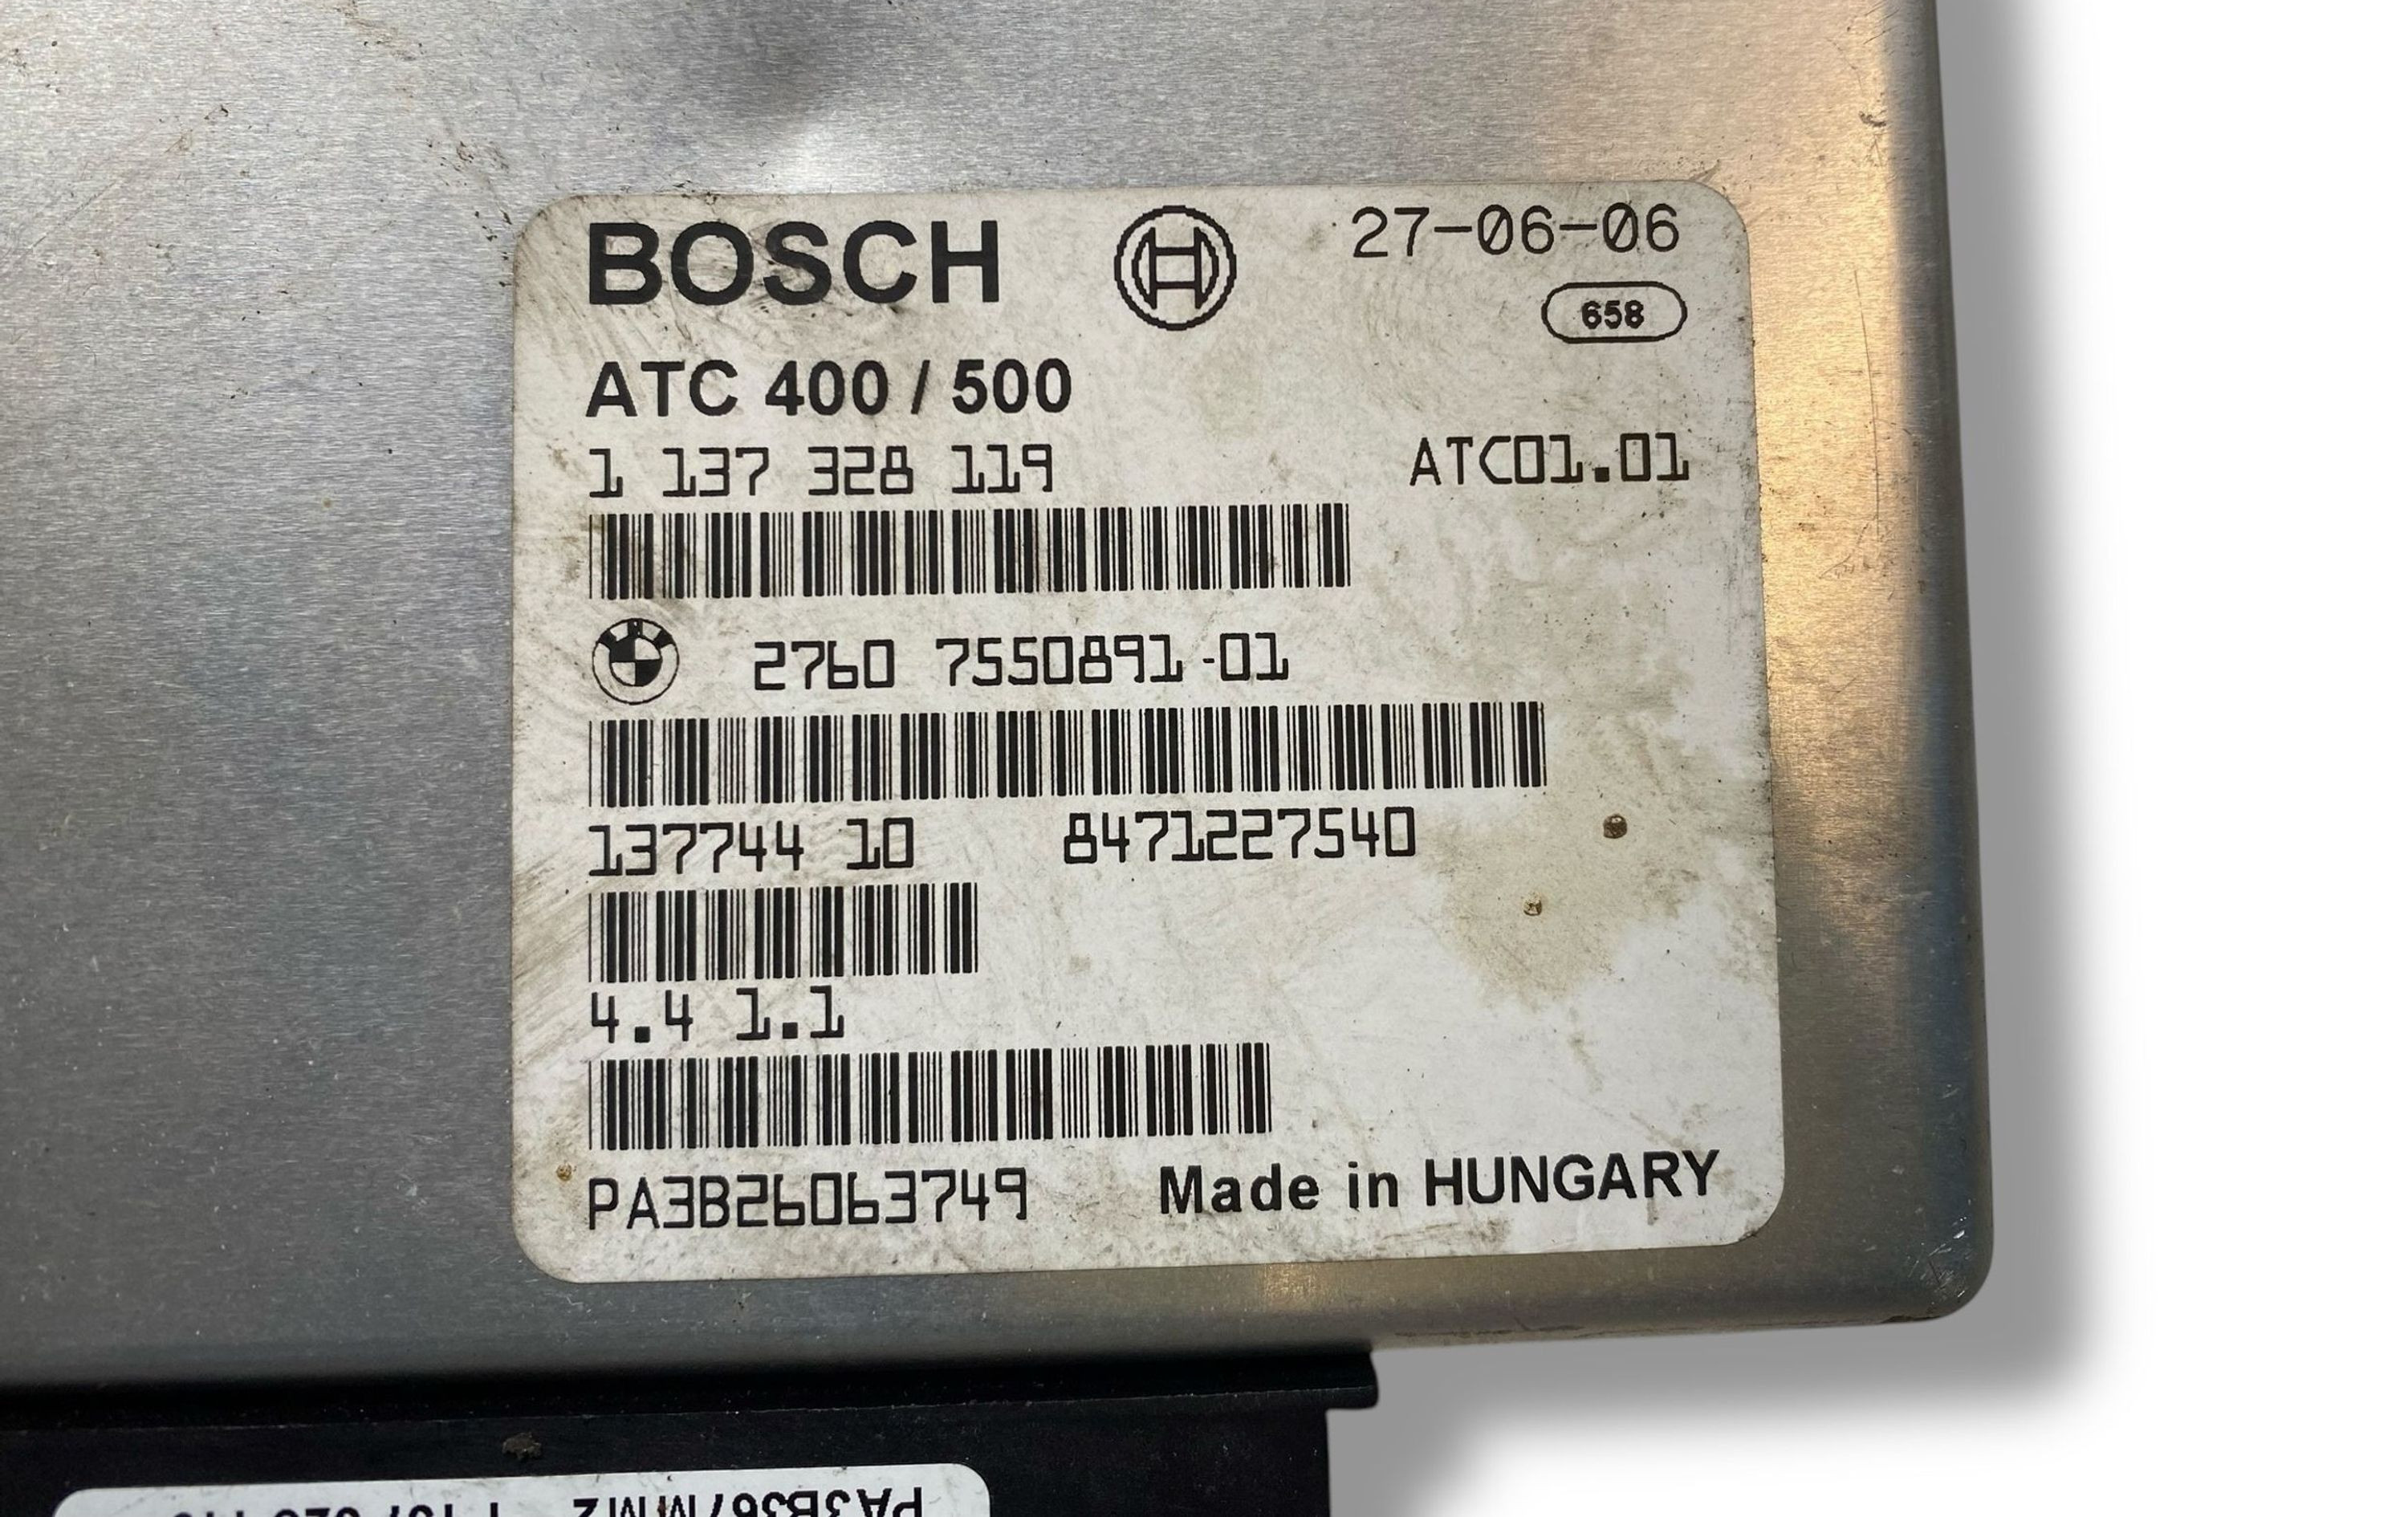 BOSCH 27-06-06
658
ATC 400 / 500
1 137 328 119 ATC01.01
2760 7550891-01
137744 10 8471227540
4.4 1.1
PA3B26063749 Made in HUNGARY